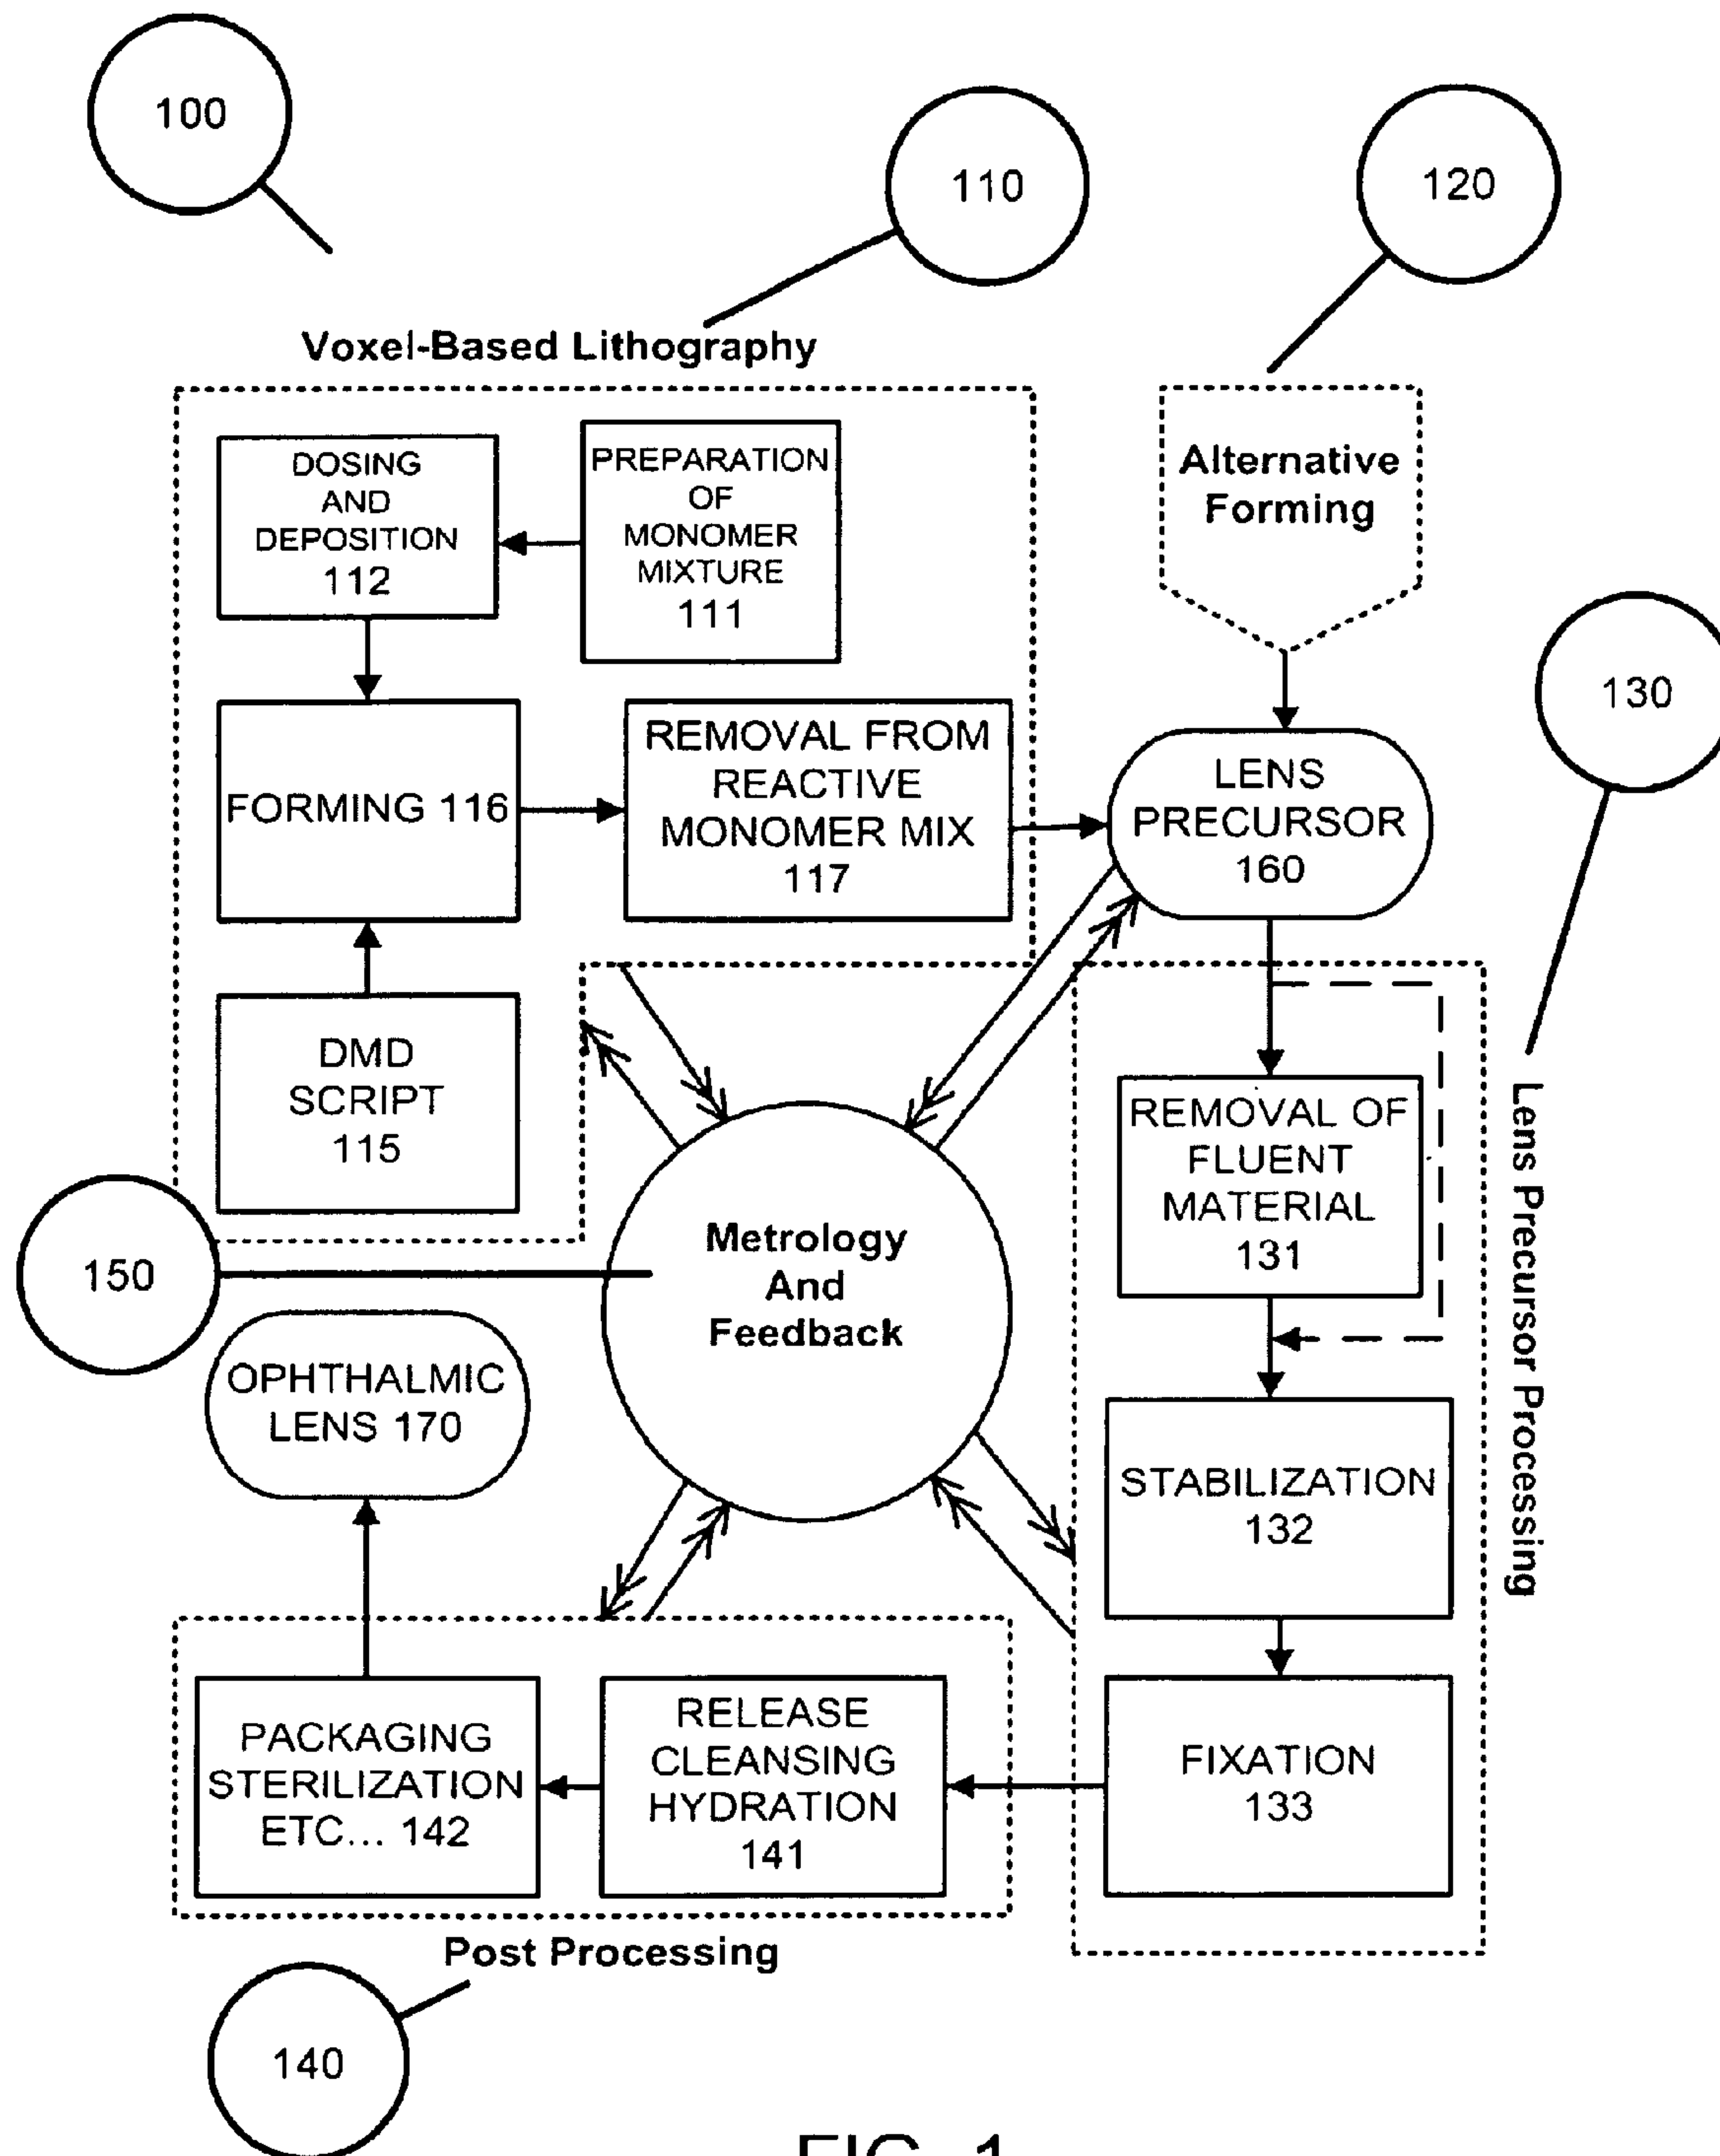 100
110
120
Voxel-Based Lithography
DOSING
AND
DEPOSITION
112
PREPARATION
OF
MONOMER
MIXTURE
111
Alternative
Forming
130
FORMING 116
REMOVAL FROM
REACTIVE
MONOMER MIX
117
LENS
PRECURSOR
160
DMD
SCRIPT
115
REMOVAL OF
FLUENT
MATERIAL
131
Lens Precursor Processing
150
Metrology
And
Feedback
OPHTHALMIC
LENS 170
STABILIZATION
132
PACKAGING
STERILIZATION
ETC... 142
RELEASE
CLEANSING
HYDRATION
141
FIXATION
133
Post Processing
140
FIG. 1